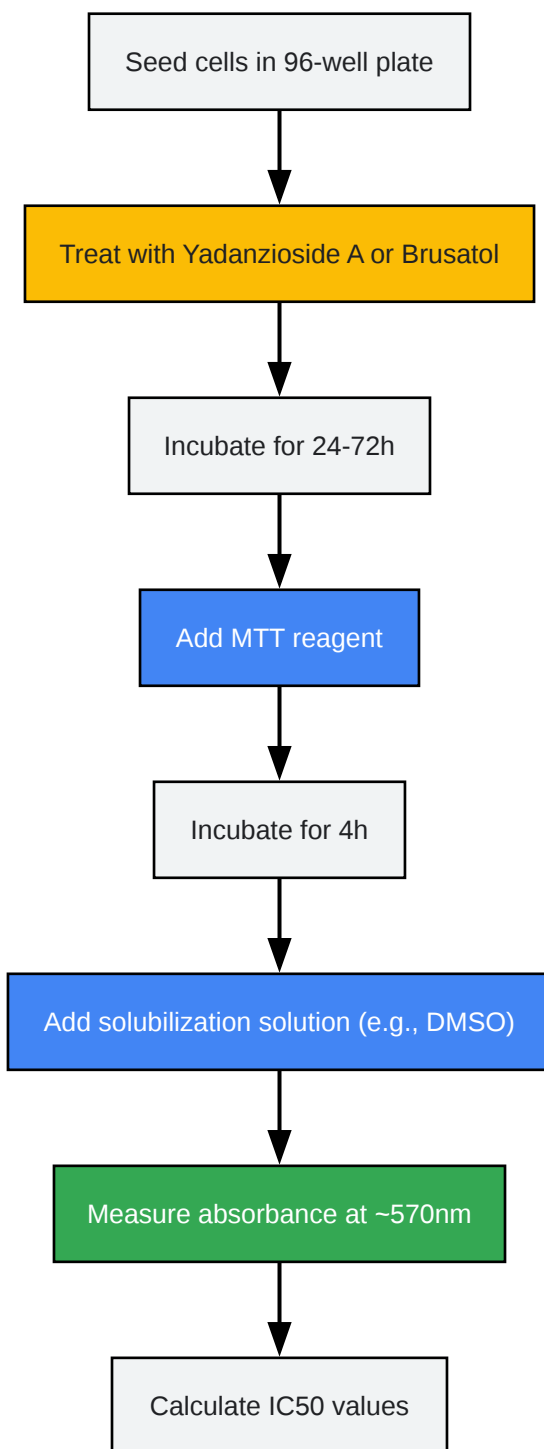 Seed cells in 96-well plate
Treat with Yadanzioside A or Brusatol
Incubate for 24-72h
Add MTT reagent
Incubate for 4h
Add solubilization solution (e.g., DMSO)
Measure absorbance at ~570nm
Calculate IC50 values